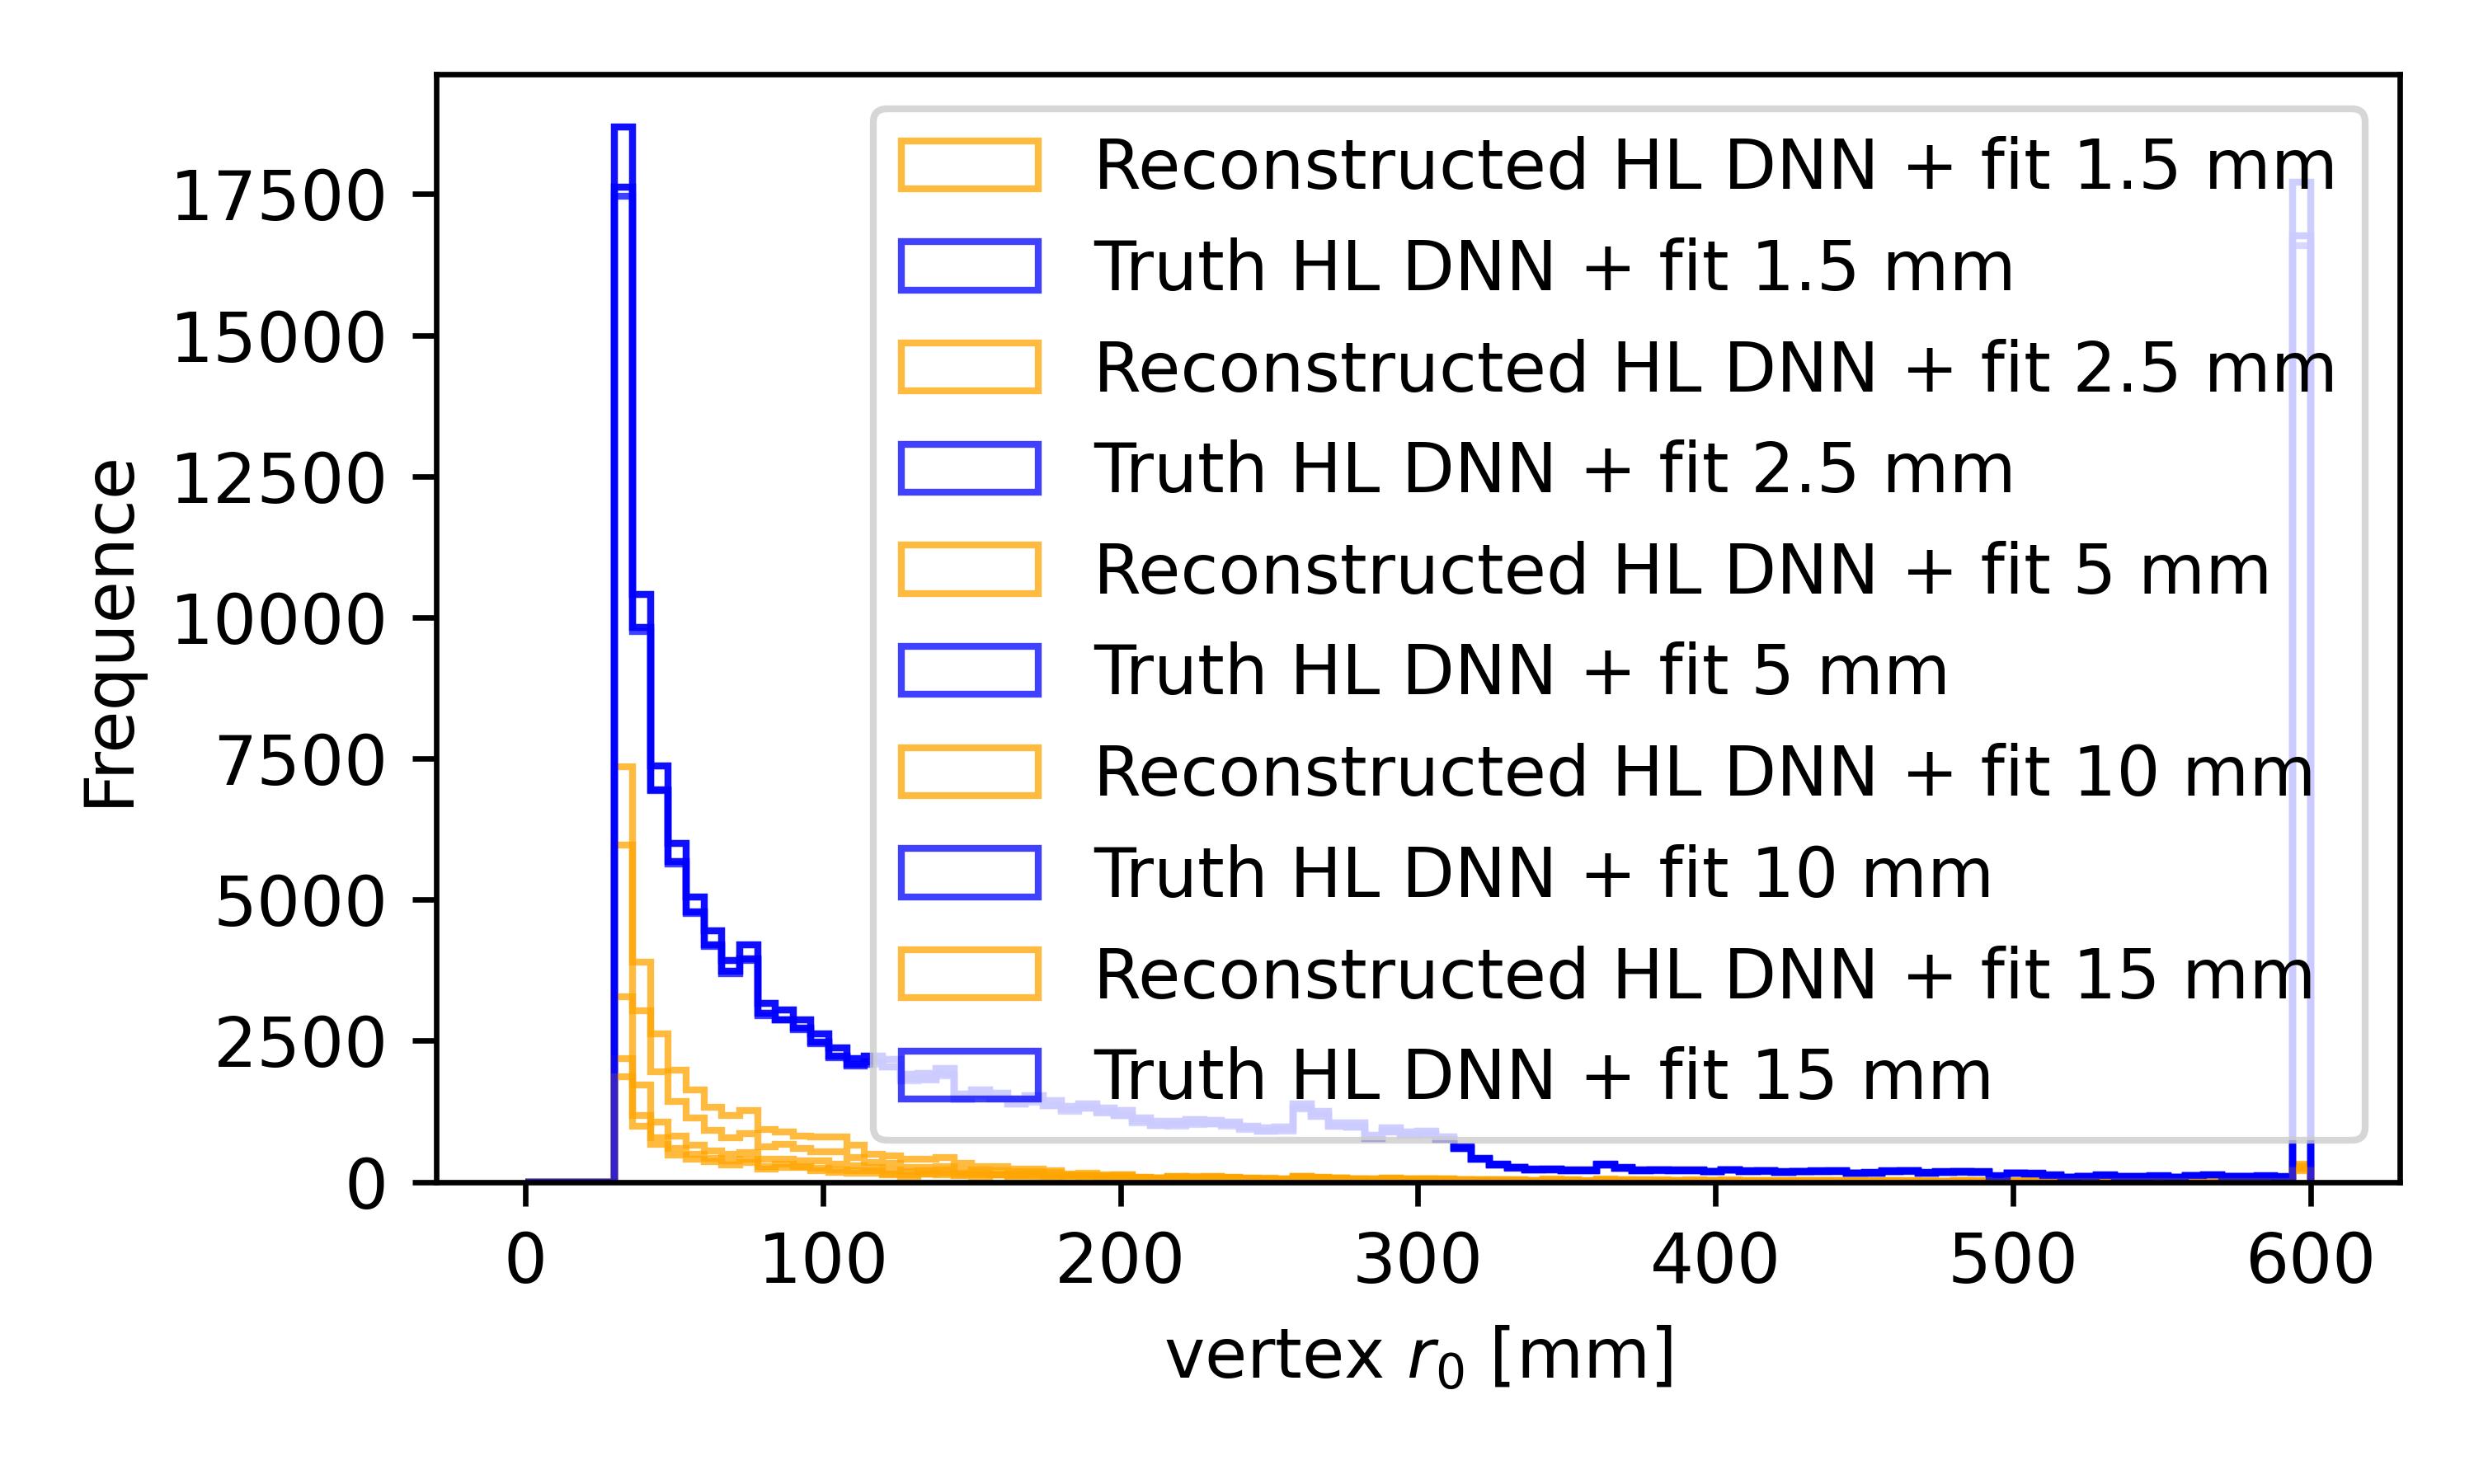 Frequence
17500
15000
12500
10000
7500
5000
2500
0
Reconstructed HL DNN + fit 1.5 mm
Truth HL DNN + fit 1.5 mm
Reconstructed HL DNN + fit 2.5 mm
Truth HL DNN + fit 2.5 mm
Reconstructed HL DNN + fit 5 mm
Truth HL DNN + fit 5 mm
Reconstructed HL DNN + fit 10 mm
Truth HL DNN + fit 10 mm
Reconstructed HL DNN + fit 15 mm
Truth HL DNN + fit 15 mm
0 100 200 300 400 500 600
vertex r₀ [mm]